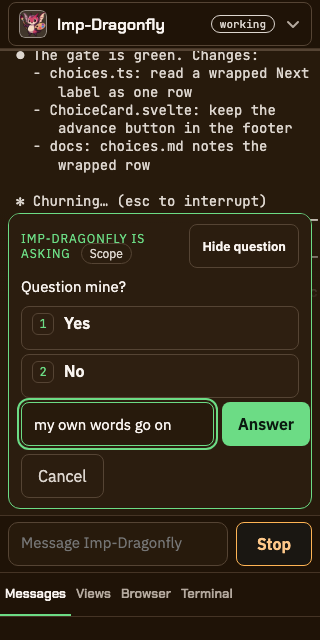 Imp-Dragonfly working
● The gate is green. Changes:
- choices.ts: read a wrapped Next
label as one row
- ChoiceCard.svelte: keep the
advance button in the footer
- docs: choices.md notes the
wrapped row
✻ Churning… (esc to interrupt)
IMP-DRAGONFLY IS
ASKING Scope
Hide question
Question mine?
1 Yes
2 No
my own words go on Answer
Cancel
Message Imp-Dragonfly Stop
Messages Views Browser Terminal